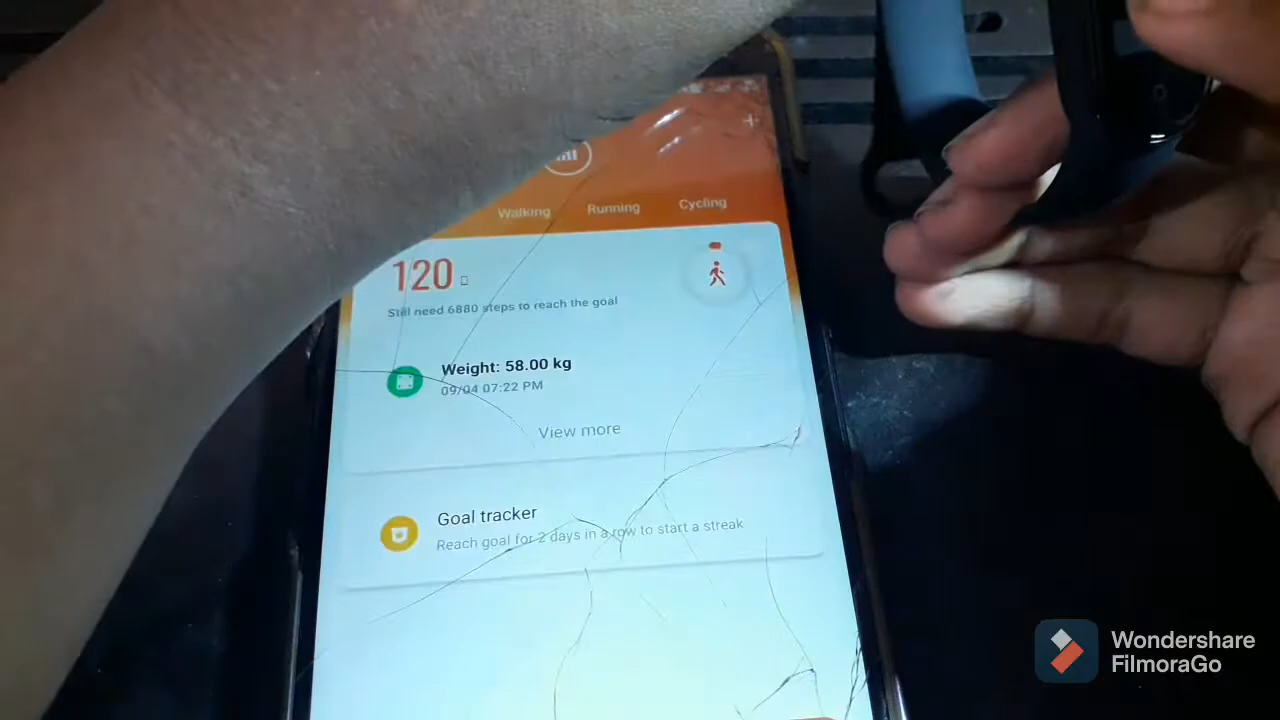 mi
Walking Running Cycling
120
Still need 6880 steps to reach the goal
Weight: 58.00 kg
09/04 07:22 PM
View more
Goal tracker
Reach goal for 2 days in a row to start a streak
Wondershare
FilmoraGo